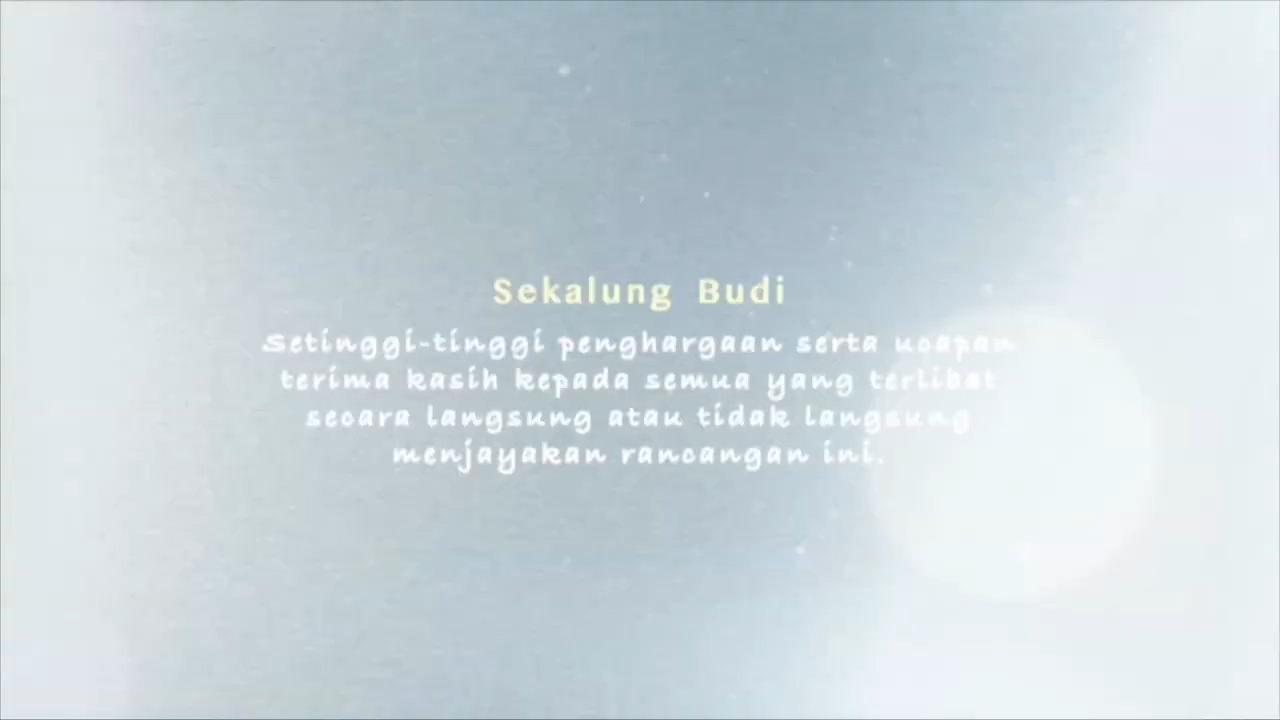 Sekalung Budi
Setinggi-tinggi penghargaan serta ucapan
terima kasih kepada semua yang terlibat
secara langsung atau tidak langsung
menjayakan rancangan ini.